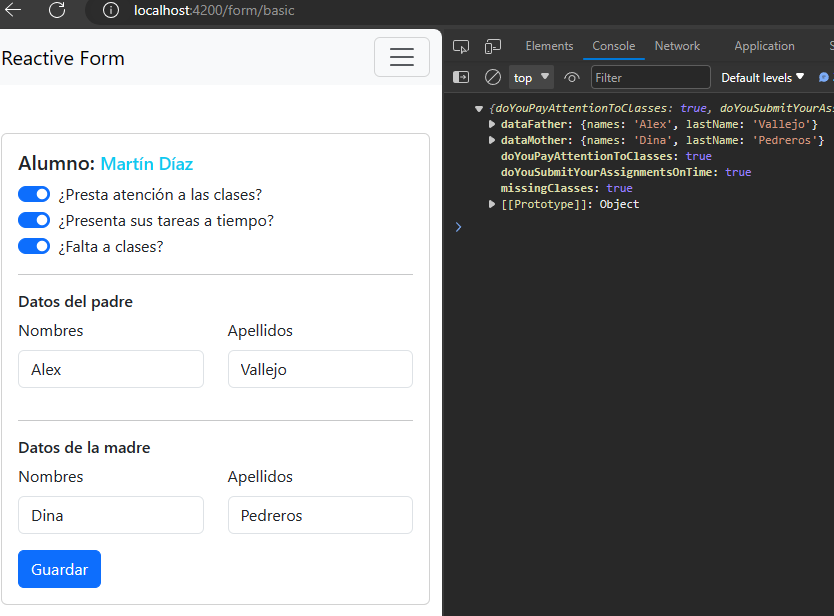 localhost:4200/form/basic
Reactive Form
Alumno: Martín Díaz
¿Presta atención a las clases?
¿Presenta sus tareas a tiempo?
¿Falta a clases?
Datos del padre
Nombres Apellidos
Alex Vallejo
Datos de la madre
Nombres Apellidos
Dina Pedreros
Guardar
Elements Console Network Application S
top Filter Default levels
{doYouPayAttentionToClasses: true, doYouSubmitYourAs
dataFather: {names: 'Alex', lastName: 'Vallejo'}
dataMother: {names: 'Dina', lastName: 'Pedreros'}
doYouPayAttentionToClasses: true
doYouSubmitYourAssignmentsOnTime: true
missingClasses: true
[[Prototype]]: Object